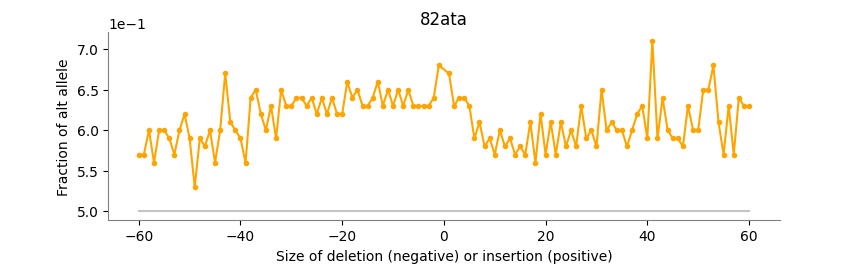 82ata
1e−1
7.0
6.5
6.0
5.5
5.0
Fraction of alt allele
−60 −40 −20 0 20 40 60
Size of deletion (negative) or insertion (positive)